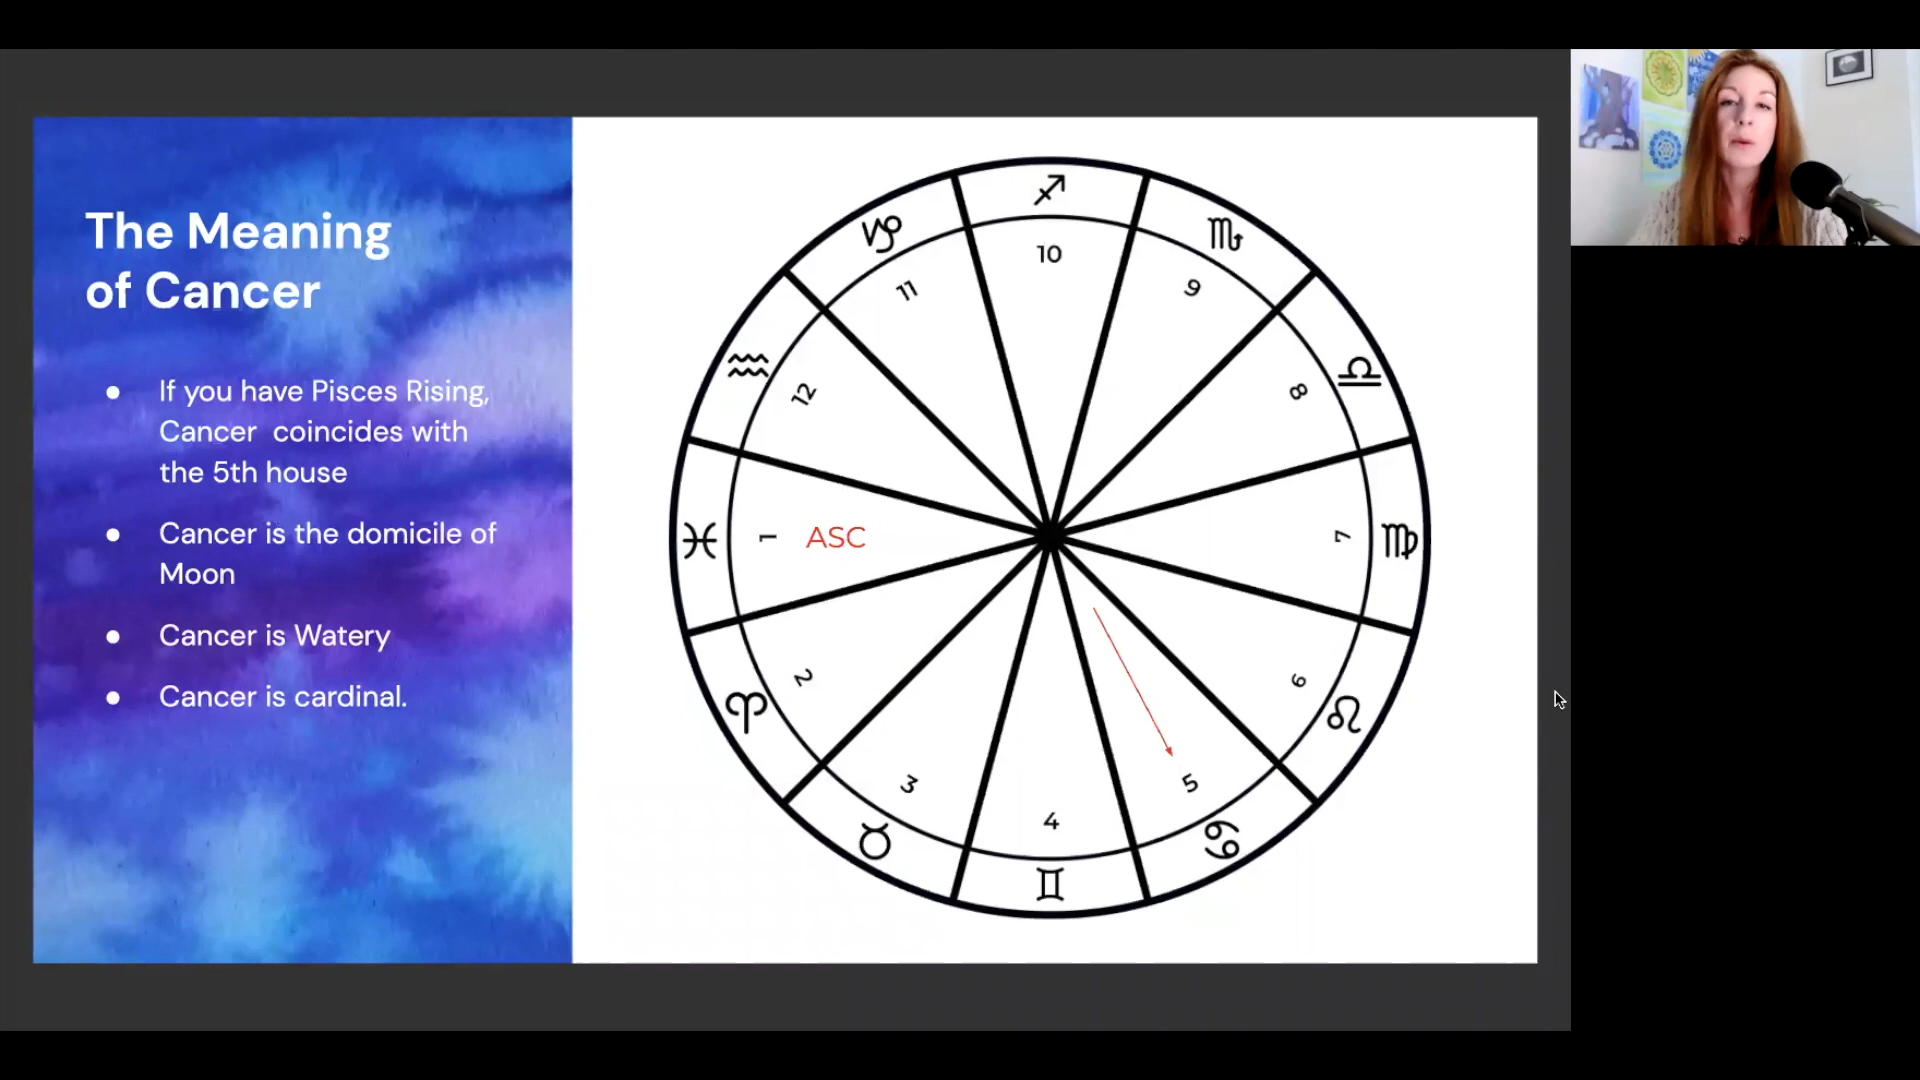 The Meaning
of Cancer
● If you have Pisces Rising,
Cancer  coincides with
the 5th house
● Cancer is the domicile of
Moon
● Cancer is Watery
● Cancer is cardinal.
♐
10
♑
11
♏
9
♒
12
♎
8
♓
1
ASC
7
♍
♈
2
6
♌
♉
3
5
♋
4
♊